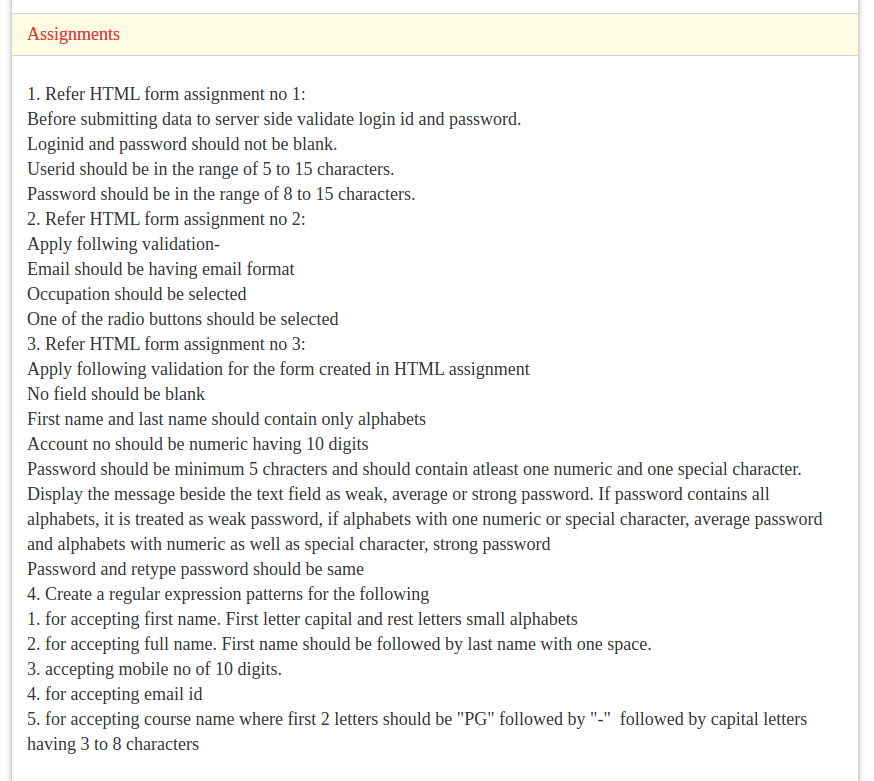 Assignments
1. Refer HTML form assignment no 1:
Before submitting data to server side validate login id and password.
Loginid and password should not be blank.
Userid should be in the range of 5 to 15 characters.
Password should be in the range of 8 to 15 characters.
2. Refer HTML form assignment no 2:
Apply follwing validation-
Email should be having email format
Occupation should be selected
One of the radio buttons should be selected
3. Refer HTML form assignment no 3:
Apply following validation for the form created in HTML assignment
No field should be blank
First name and last name should contain only alphabets
Account no should be numeric having 10 digits
Password should be minimum 5 chracters and should contain atleast one numeric and one special character.
Display the message beside the text field as weak, average or strong password. If password contains all
alphabets, it is treated as weak password, if alphabets with one numeric or special character, average password
and alphabets with numeric as well as special character, strong password
Password and retype password should be same
4. Create a regular expression patterns for the following
1. for accepting first name. First letter capital and rest letters small alphabets
2. for accepting full name. First name should be followed by last name with one space.
3. accepting mobile no of 10 digits.
4. for accepting email id
5. for accepting course name where first 2 letters should be "PG" followed by "-"  followed by capital letters
having 3 to 8 characters